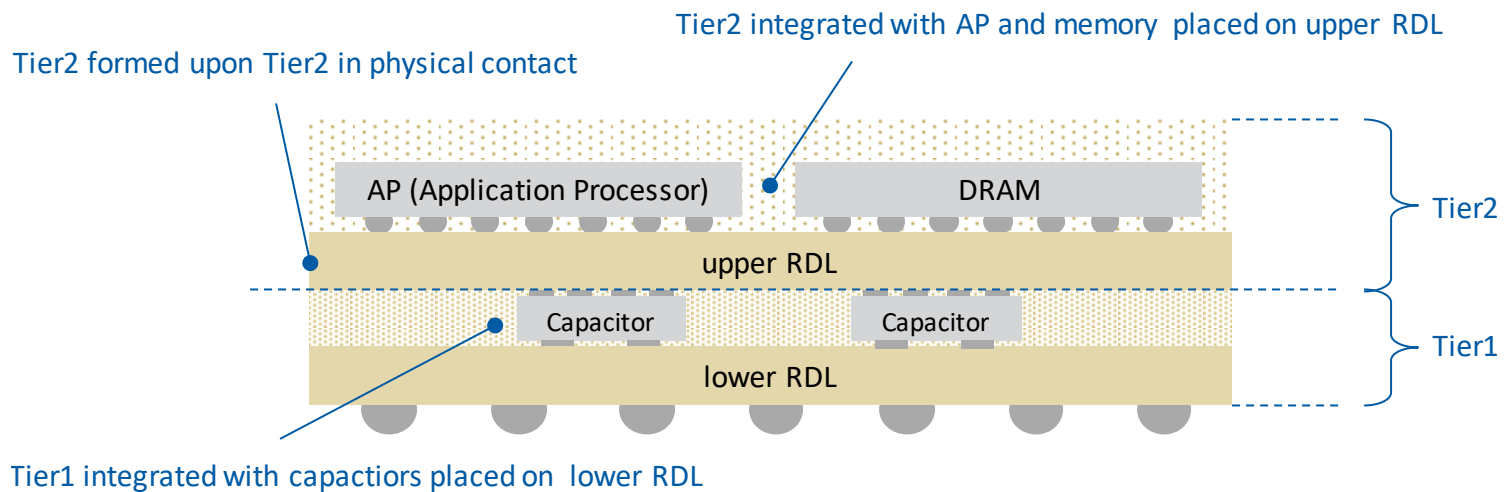 Tier2 integrated with AP and memory placed on upper RDL
Tier2 formed upon Tier2 in physical contact
AP (Application Processor)
DRAM
Tier2
upper RDL
Capacitor
Capacitor
Tier1
lower RDL
Tier1 integrated with capactiors placed on lower RDL